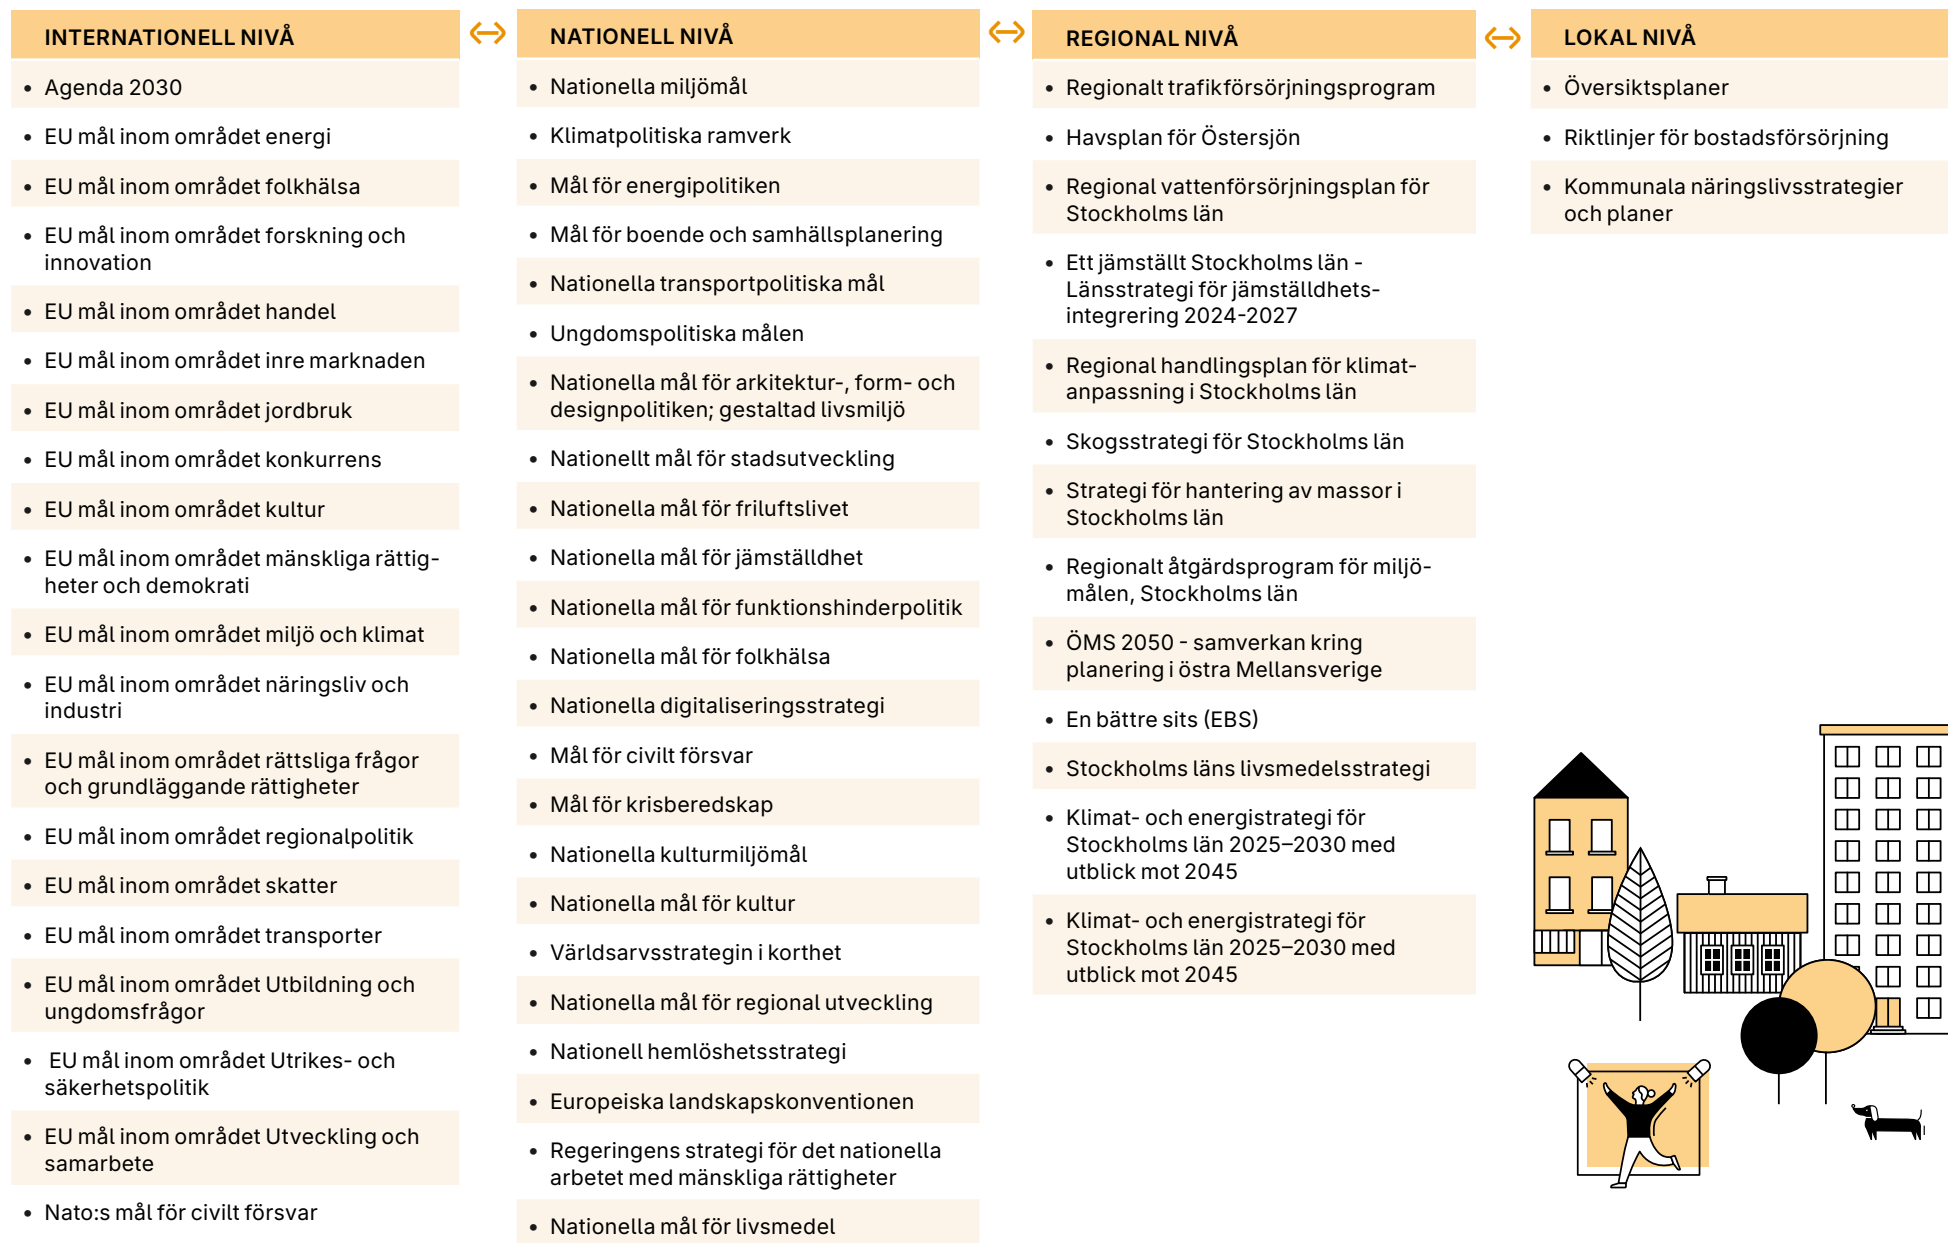 INTERNATIONELL NIVÅ
• Agenda 2030
• EU mål inom området energi
• EU mål inom området folkhälsa
• EU mål inom området forskning och
innovation
• EU mål inom området handel
• EU mål inom området inre marknaden
• EU mål inom området jordbruk
• EU mål inom området konkurrens
• EU mål inom området kultur
• EU mål inom området mänskliga rättig-
heter och demokrati
• EU mål inom området miljö och klimat
• EU mål inom området näringsliv och
industri
• EU mål inom området rättsliga frågor
och grundläggande rättigheter
• EU mål inom området regionalpolitik
• EU mål inom området skatter
• EU mål inom området transporter
• EU mål inom området Utbildning och
ungdomsfrågor
• EU mål inom området Utrikes- och
säkerhetspolitik
• EU mål inom området Utveckling och
samarbete
• Nato:s mål för civilt försvar
NATIONELL NIVÅ
• Nationella miljömål
• Klimatpolitiska ramverk
• Mål för energipolitiken
• Mål för boende och samhällsplanering
• Nationella transportpolitiska mål
• Ungdomspolitiska målen
• Nationella mål för arkitektur-, form- och
designpolitiken; gestaltad livsmiljö
• Nationellt mål för stadsutveckling
• Nationella mål för friluftslivet
• Nationella mål för jämställdhet
• Nationella mål för funktionshinderpolitik
• Nationella mål för folkhälsa
• Nationella digitaliseringsstrategi
• Mål för civilt försvar
• Mål för krisberedskap
• Nationella kulturmiljömål
• Nationella mål för kultur
• Världsarvsstrategin i korthet
• Nationella mål för regional utveckling
• Nationell hemlöshetsstrategi
• Europeiska landskapskonventionen
• Regeringens strategi för det nationella
arbetet med mänskliga rättigheter
• Nationella mål för livsmedel
REGIONAL NIVÅ
• Regionalt trafikförsörjningsprogram
• Havsplan för Östersjön
• Regional vattenförsörjningsplan för
Stockholms län
• Ett jämställt Stockholms län -
Länsstrategi för jämställdhets-
integrering 2024-2027
• Regional handlingsplan för klimat-
anpassning i Stockholms län
• Skogsstrategi för Stockholms län
• Strategi för hantering av massor i
Stockholms län
• Regionalt åtgärdsprogram för miljö-
målen, Stockholms län
• ÖMS 2050 - samverkan kring
planering i östra Mellansverige
• En bättre sits (EBS)
• Stockholms läns livsmedelsstrategi
• Klimat- och energistrategi för
Stockholms län 2025–2030 med
utblick mot 2045
• Klimat- och energistrategi för
Stockholms län 2025–2030 med
utblick mot 2045
LOKAL NIVÅ
• Översiktsplaner
• Riktlinjer för bostadsförsörjning
• Kommunala näringslivsstrategier
och planer